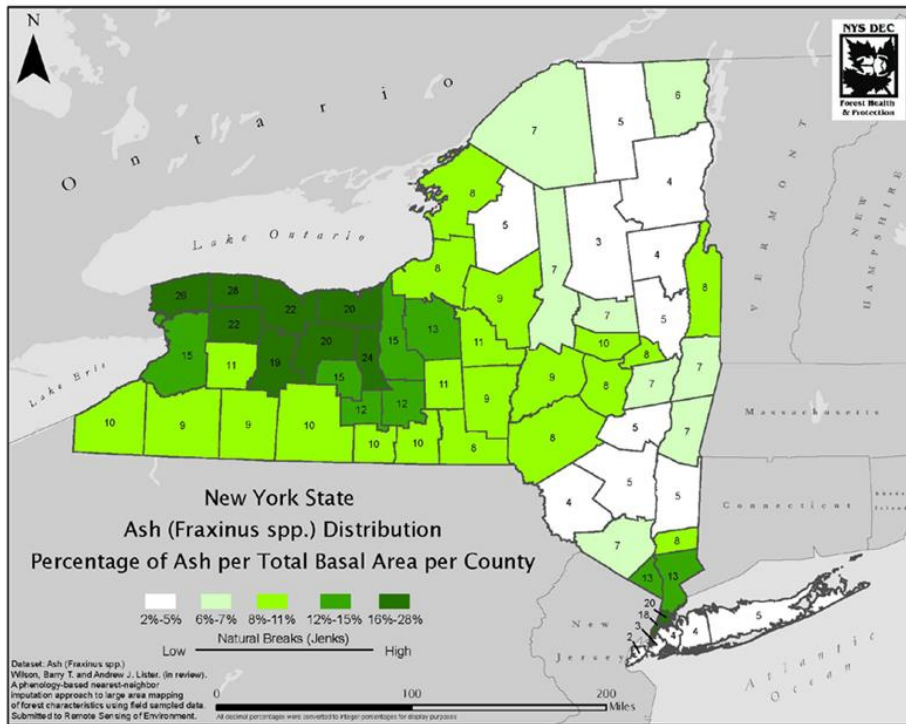 N
NYS DEC
Forest Health
& Protection
Ontario
VERMONT
NEW
HAMPSHIRE
Lake Ontario
Lake Erie
Massachusetts
Connecticut
New
Jersey
Atlantic
Ocean
7
5
6
8
5
4
3
4
7
8
8
9
5
7
10
8
7
7
26
28
22
20
22
20
24
15
13
15
11
19
15
12
12
11
11
9
9
8
5
7
10
9
9
10
10
10
8
8
4
5
5
7
8
13
13
20
18
3
2
4
4
5
New York State
Ash (Fraxinus spp.) Distribution
Percentage of Ash per Total Basal Area per County
2%-5% 6%-7% 8%-11% 12%-15% 16%-28%
Natural Breaks (Jenks)
Low High
Dataset: Ash (Fraxinus spp.)
Wilson, Barry T. and Andrew J. Lister. (in review).
A phenology-based nearest-neighbor
imputation approach to large area mapping
of forest characteristics using field sampled data.
Submitted to Remote Sensing of Environment.
0 100 200
Miles
All decimal percentages were converted to integer percentages for display purposes